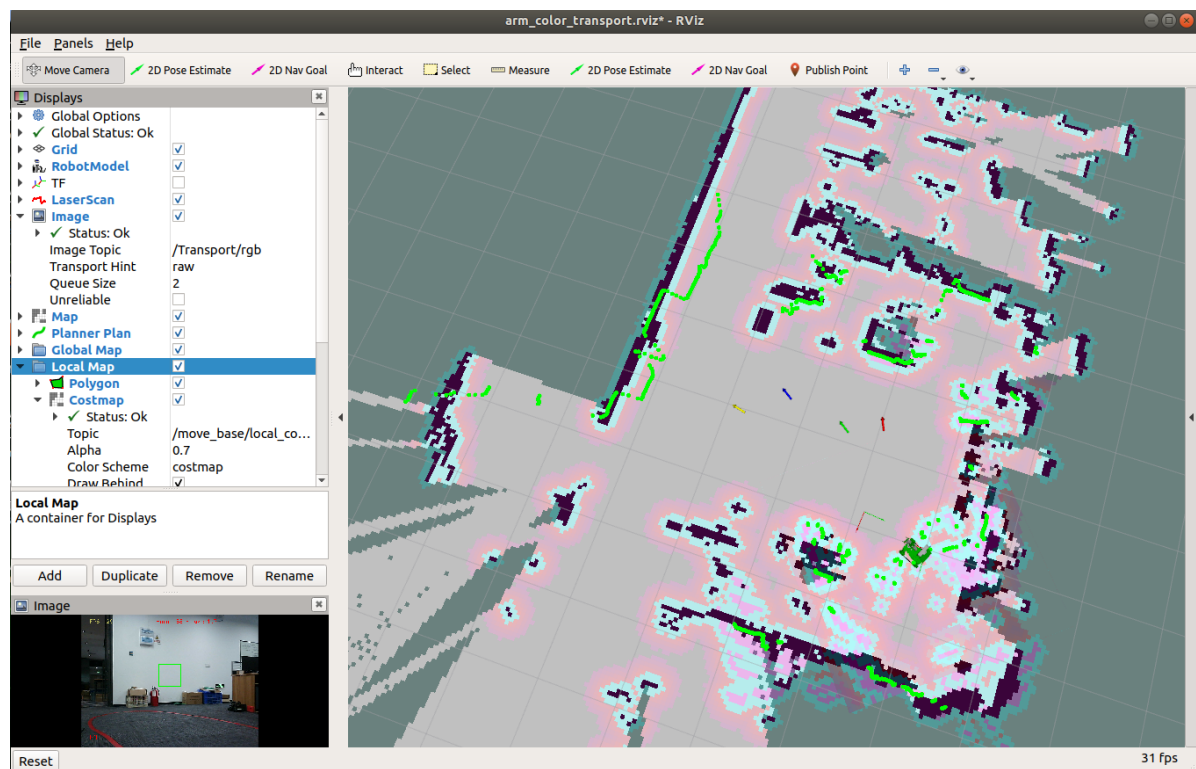 arm_color_transport.rviz* - RViz
File Panels Help
Move Camera 2D Pose Estimate 2D Nav Goal Interact Select Measure 2D Pose Estimate 2D Nav Goal Publish Point
Displays
Global Options
Global Status: Ok
Grid
RobotModel
TF
LaserScan
Image
Status: Ok
Image Topic /Transport/rgb
Transport Hint raw
Queue Size 2
Unreliable
Map
Planner Plan
Global Map
Local Map
Polygon
Costmap
Status: Ok
Topic /move_base/local_co...
Alpha 0.7
Color Scheme costmap
Draw Behind
Local Map
A container for Displays
Add Duplicate Remove Rename
Image
Reset 31 fps